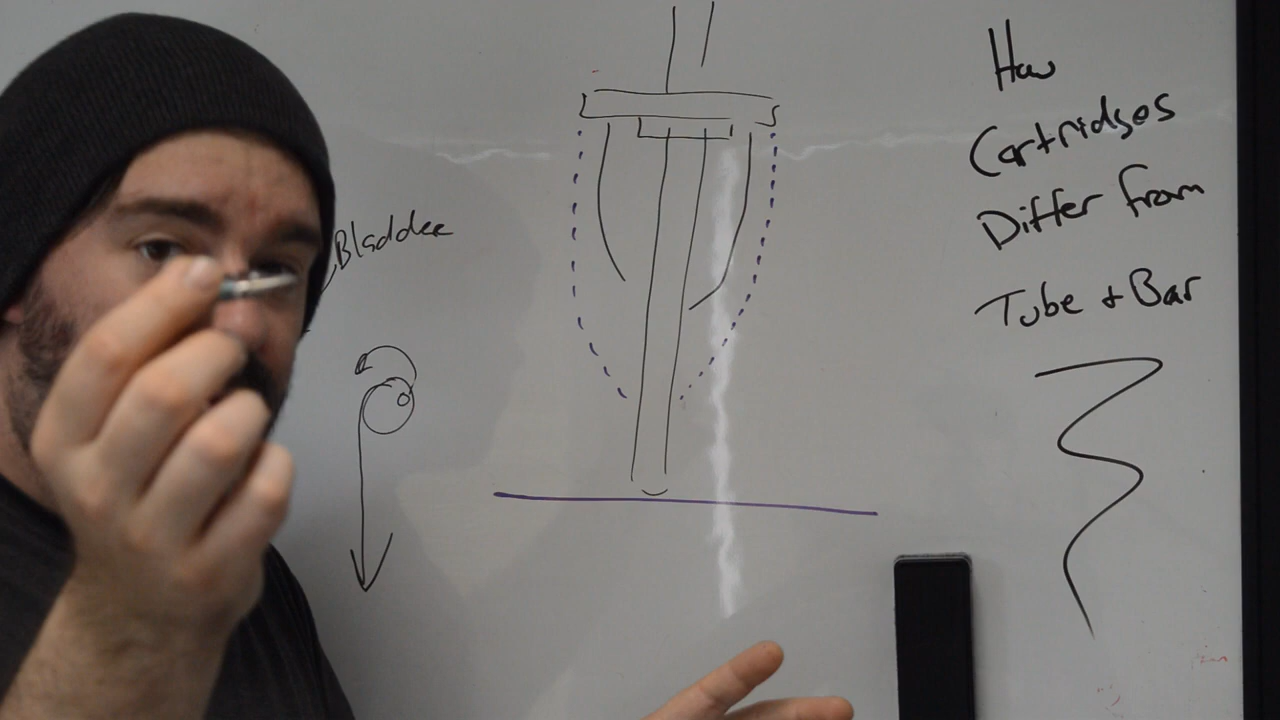 How
Cartridges
Differ from
Tube + Bar
Bladder